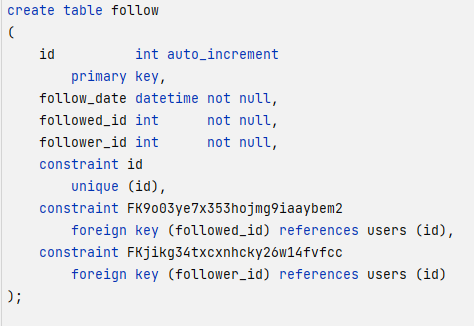 create table follow
(
    id          int auto_increment
        primary key,
    follow_date datetime not null,
    followed_id int      not null,
    follower_id int      not null,
    constraint id
        unique (id),
    constraint FK9o03ye7x353hojmg9iaaybem2
        foreign key (followed_id) references users (id),
    constraint FKjikg34txcxnhcky26w14fvfcc
        foreign key (follower_id) references users (id)
);